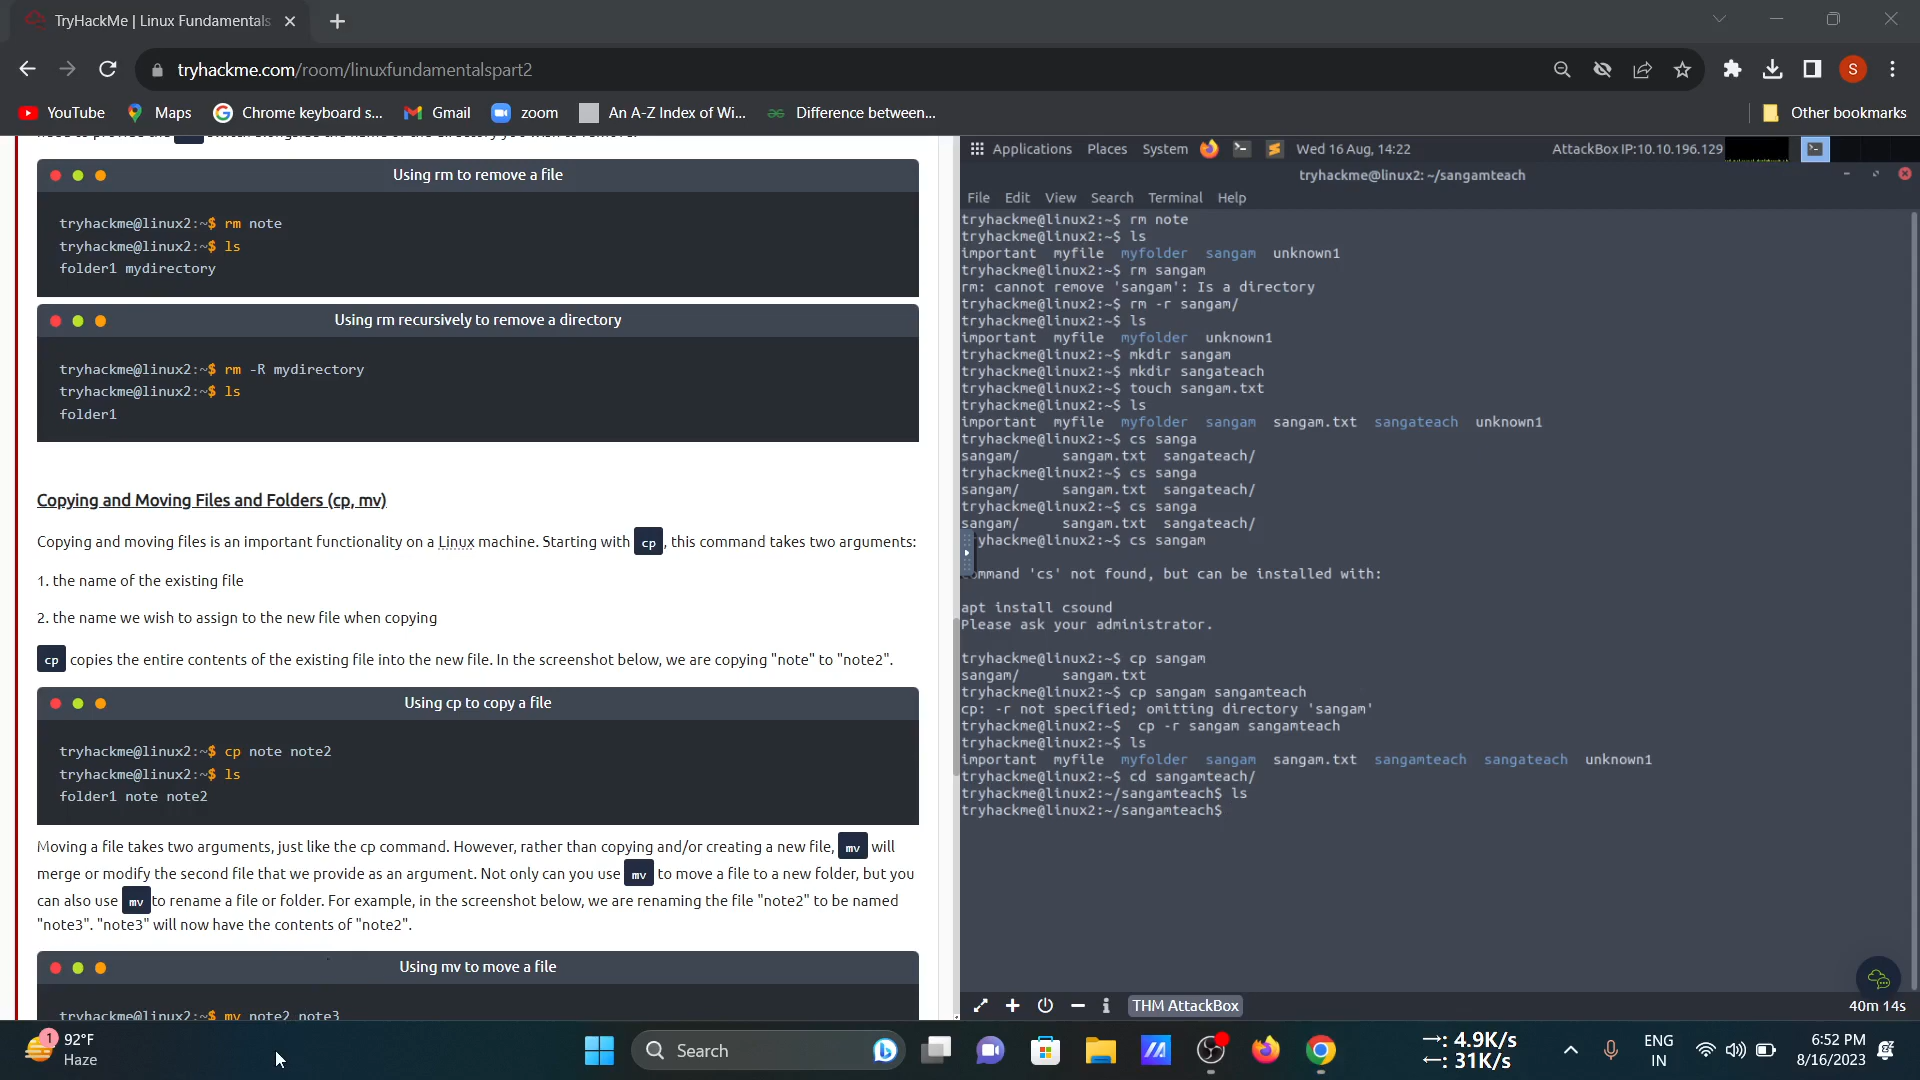 TryHackMe | Linux Fundamentals
tryhackme.com/room/linuxfundamentalspart2
S
YouTube
Maps
Chrome keyboard s...
Gmail
zoom
An A-Z Index of Wi...
Difference between...
Other bookmarks
Using rm to remove a file
tryhackme@linux2:~$ rm note
tryhackme@linux2:~$ ls
folder1 mydirectory
Using rm recursively to remove a directory
tryhackme@linux2:~$ rm -R mydirectory
tryhackme@linux2:~$ ls
folder1
Copying and Moving Files and Folders (cp, mv)
Copying and moving files is an important functionality on a Linux machine. Starting with cp, this command takes two arguments:
1. the name of the existing file
2. the name we wish to assign to the new file when copying
cp copies the entire contents of the existing file into the new file. In the screenshot below, we are copying "note" to "note2".
Using cp to copy a file
tryhackme@linux2:~$ cp note note2
tryhackme@linux2:~$ ls
folder1 note note2
Moving a file takes two arguments, just like the cp command. However, rather than copying and/or creating a new file, mv will
merge or modify the second file that we provide as an argument. Not only can you use mv to move a file to a new folder, but you
can also use mv to rename a file or folder. For example, in the screenshot below, we are renaming the file "note2" to be named
"note3". "note3" will now have the contents of "note2".
Using mv to move a file
tryhackme@linux2:~$ mv note2 note3
Applications Places System Wed 16 Aug, 14:22 AttackBox IP:10.10.196.129
tryhackme@linux2: ~/sangamteach
File Edit View Search Terminal Help
tryhackme@linux2:~$ rm note
tryhackme@linux2:~$ ls
important myfile myfolder sangam unknown1
tryhackme@linux2:~$ rm sangam
rm: cannot remove 'sangam': Is a directory
tryhackme@linux2:~$ rm -r sangam/
tryhackme@linux2:~$ ls
important myfile myfolder unknown1
tryhackme@linux2:~$ mkdir sangam
tryhackme@linux2:~$ mkdir sangateach
tryhackme@linux2:~$ touch sangam.txt
tryhackme@linux2:~$ ls
important myfile myfolder sangam sangam.txt sangateach unknown1
tryhackme@linux2:~$ cs sanga
sangam/ sangam.txt sangateach/
tryhackme@linux2:~$ cs sanga
sangam/ sangam.txt sangateach/
tryhackme@linux2:~$ cs sanga
sangam/ sangam.txt sangateach/
yhackme@linux2:~$ cs sangam
ommand 'cs' not found, but can be installed with:
apt install csound
Please ask your administrator.
tryhackme@linux2:~$ cp sangam
sangam/ sangam.txt
tryhackme@linux2:~$ cp sangam sangamteach
cp: -r not specified; omitting directory 'sangam'
tryhackme@linux2:~$ cp -r sangam sangamteach
tryhackme@linux2:~$ ls
important myfile myfolder sangam sangam.txt sangamteach sangateach unknown1
tryhackme@linux2:~$ cd sangamteach/
tryhackme@linux2:~/sangamteach$ ls
tryhackme@linux2:~/sangamteach$
THM AttackBox
40m 14s
1
92°F
Haze
Search
→: 4.9K/s
←: 31K/s
ENG
IN
6:52 PM
8/16/2023